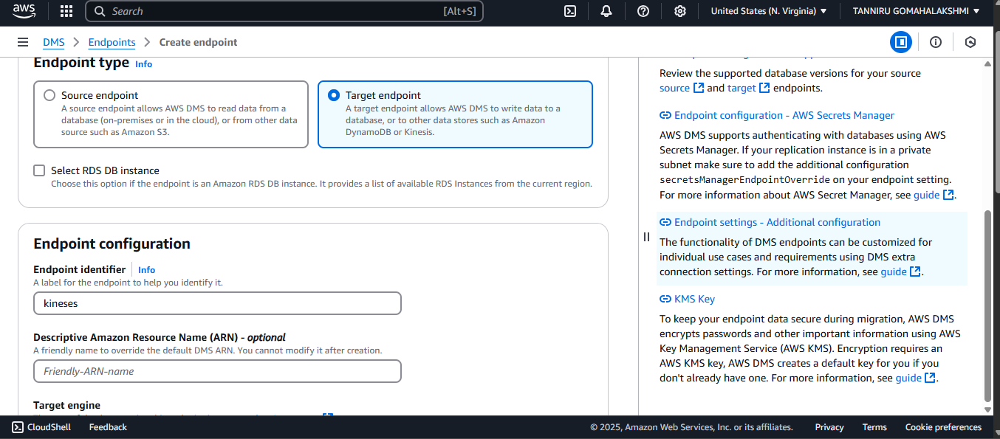 aws
Search [Alt+S]
United States (N. Virginia) ▼
TANNIRU GOMAHALAKSHMI ▼
DMS > Endpoints > Create endpoint
Endpoint type Info
Source endpoint
A source endpoint allows AWS DMS to read data from a
database (on-premises or in the cloud), or from other data
source such as Amazon S3.
Target endpoint
A target endpoint allows AWS DMS to write data to a
database, or to other data stores such as Amazon
DynamoDB or Kinesis.
Select RDS DB instance
Choose this option if the endpoint is an Amazon RDS DB instance. It provides a list of available RDS Instances from the current region.
Endpoint configuration
Endpoint identifier Info
A label for the endpoint to help you identify it.
kineses
Descriptive Amazon Resource Name (ARN) - optional
A friendly name to override the default DMS ARN. You cannot modify it after creation.
Friendly-ARN-name
Target engine
Review the supported database versions for your source
source and target endpoints.
Endpoint configuration - AWS Secrets Manager
AWS DMS supports authenticating with databases using AWS
Secrets Manager. If your replication instance is in a private
subnet make sure to add the additional configuration
secretsManagerEndpointOverride on your endpoint setting.
For more information about AWS Secret Manager, see guide.
Endpoint settings - Additional configuration
The functionality of DMS endpoints can be customized for
individual use cases and requirements using DMS extra
connection settings. For more information, see guide.
KMS Key
To keep your endpoint data secure during migration, AWS DMS
encrypts passwords and other important information using AWS
Key Management Service (AWS KMS). Encryption requires an
AWS KMS key, AWS DMS creates a default key for you if you
don't already have one. For more information, see guide.
CloudShell Feedback
© 2025, Amazon Web Services, Inc. or its affiliates. Privacy Terms Cookie preferences